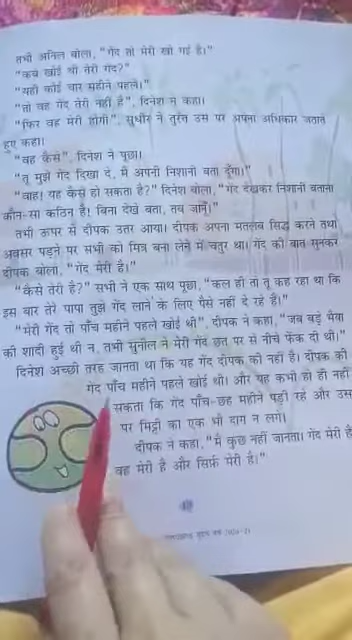 तभी अनिल बोला, "गेंद तो मेरी खो गई है।"
"कब खोई थी तेरी गेंद?"
"यही कोई चार महीने पहले।"
"तो वह गेंद तेरी नहीं है", दिनेश ने कहा।
"फिर वह मेरी होगी", सुधीर ने तुरंत उस पर अपना अधिकार जताते
हुए कहा।
"वह कैसे", दिनेश ने पूछा।
"तू मुझे गेंद दिखा दे, मैं अपनी निशानी बता दूँगा।"
"वाह! यह कैसे हो सकता है?" दिनेश बोला, "गेंद देखकर निशानी बताना
कौन-सा कठिन है! बिना देखे बता, तब जानूँ।"
तभी ऊपर से दीपक उतर आया। दीपक अपना मतलब सिद्ध करने तथा
अवसर पड़ने पर सभी को मित्र बना लेने में चतुर था। गेंद की बात सुनकर
दीपक बोला, "गेंद मेरी है।"
"कैसे तेरी है?" सभी ने एक साथ पूछा, "कल ही तो तू कह रहा था कि
इस बार तेरे पापा तुझे गेंद लाने के लिए पैसे नहीं दे रहे हैं।"
"मेरी गेंद तो पाँच महीने पहले खोई थी", दीपक ने कहा, "जब बड़े भैया
की शादी हुई थी न, तभी सुनील ने मेरी गेंद छत पर से नीचे फेंक दी थी।"
दिनेश अच्छी तरह जानता था कि यह गेंद दीपक की नहीं है। दीपक की
गेंद पाँच महीने पहले खोई थी। और यह कभी हो ही नहीं
सकता कि गेंद पाँच-छह महीने पड़ी रहे और उस
पर मिट्टी का एक भी दाग न लगे।
दीपक ने कहा, "मैं कुछ नहीं जानता। गेंद मेरी है
वह मेरी है और सिर्फ़ मेरी है।"